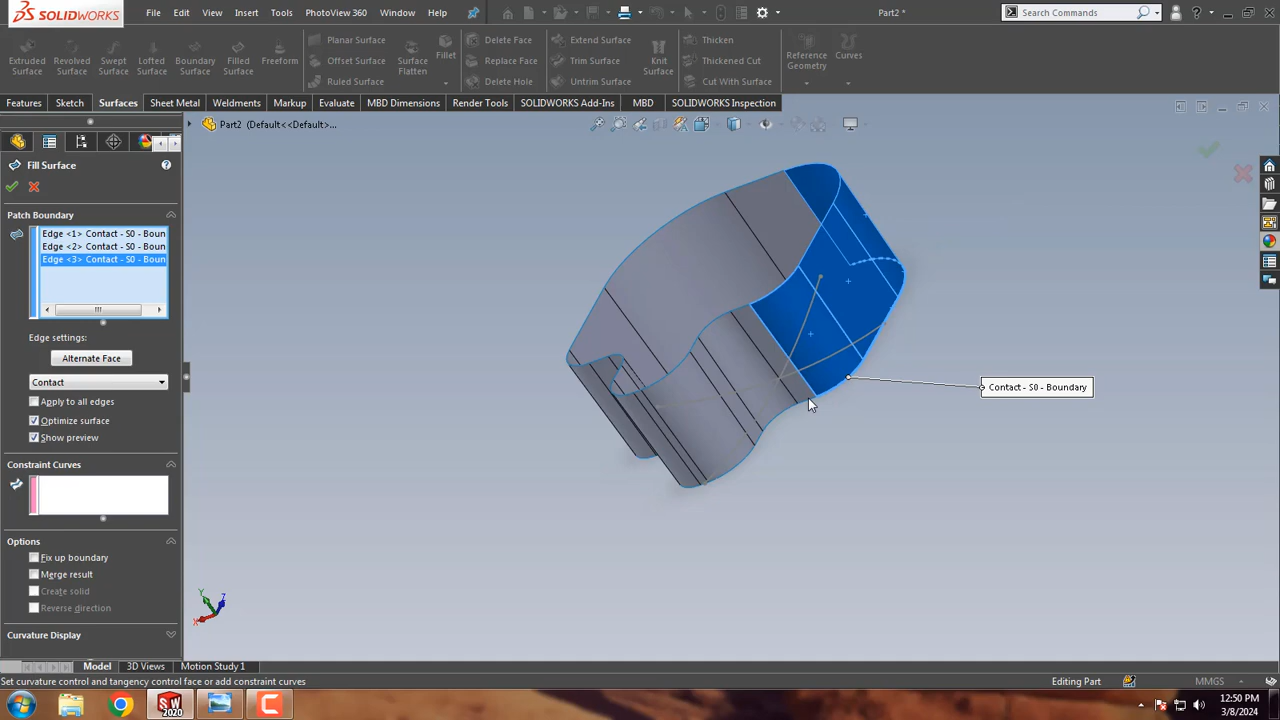 SOLIDWORKS
File Edit View Insert Tools PhotoView 360 Window Help
Part2 *
Search Commands
Extruded Surface
Revolved Surface
Swept Surface
Lofted Surface
Boundary Surface
Filled Surface
Freeform
Planar Surface
Offset Surface
Ruled Surface
Surface Flatten
Delete Face
Replace Face
Delete Hole
Fillet
Extend Surface
Trim Surface
Untrim Surface
Knit Surface
Thicken
Thickened Cut
Cut With Surface
Reference Geometry
Curves
Features Sketch Surfaces Sheet Metal Weldments Markup Evaluate MBD Dimensions Render Tools SOLIDWORKS Add-Ins MBD SOLIDWORKS Inspection
Part2 (Default<<Default>...
Fill Surface
Patch Boundary
Edge <1> Contact - S0 - Boun
Edge <2> Contact - S0 - Boun
Edge <3> Contact - S0 - Boun
Edge settings:
Alternate Face
Contact
Apply to all edges
Optimize surface
Show preview
Constraint Curves
Options
Fix up boundary
Merge result
Create solid
Reverse direction
Curvature Display
Contact - S0 - Boundary
Y
Z
X
Model 3D Views Motion Study 1
Set curvature control and tangency control face or add constraint curves
Editing Part
MMGS
SW
2020
12:50 PM
3/8/2024